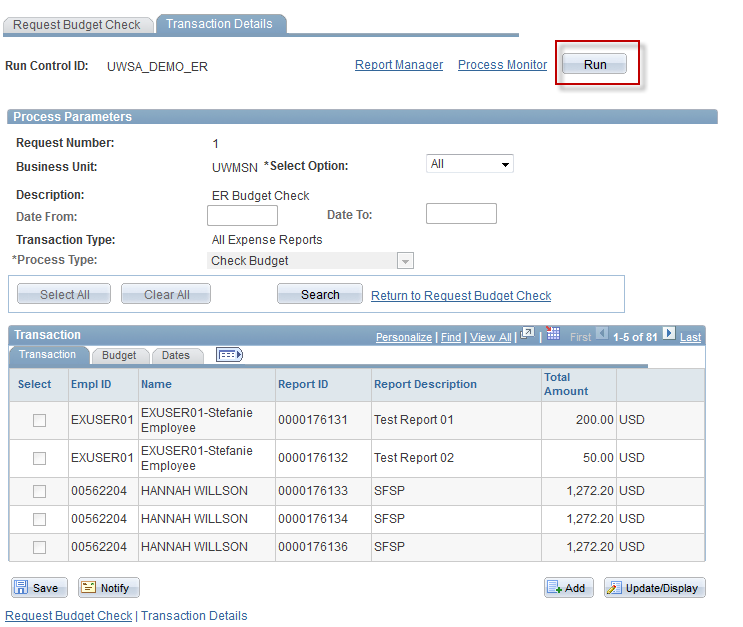 Request Budget Check Transaction Details
Run Control ID: UWSA_DEMO_ER Report Manager Process Monitor Run
Process Parameters
Request Number: 1
Business Unit: UWMSN *Select Option: All
Description: ER Budget Check
Date From: Date To:
Transaction Type: All Expense Reports
*Process Type: Check Budget
Select All Clear All Search Return to Request Budget Check
Transaction Personalize | Find | View All | | First 1-5 of 81 Last
Transaction Budget Dates
Select Empl ID Name Report ID Report Description Total
Amount
EXUSER01 EXUSER01-Stefanie
Employee 0000176131 Test Report 01 200.00 USD
EXUSER01 EXUSER01-Stefanie
Employee 0000176132 Test Report 02 50.00 USD
00562204 HANNAH WILLSON 0000176133 SFSP 1,272.20 USD
00562204 HANNAH WILLSON 0000176134 SFSP 1,272.20 USD
00562204 HANNAH WILLSON 0000176136 SFSP 1,272.20 USD
Save Notify Add Update/Display
Request Budget Check | Transaction Details